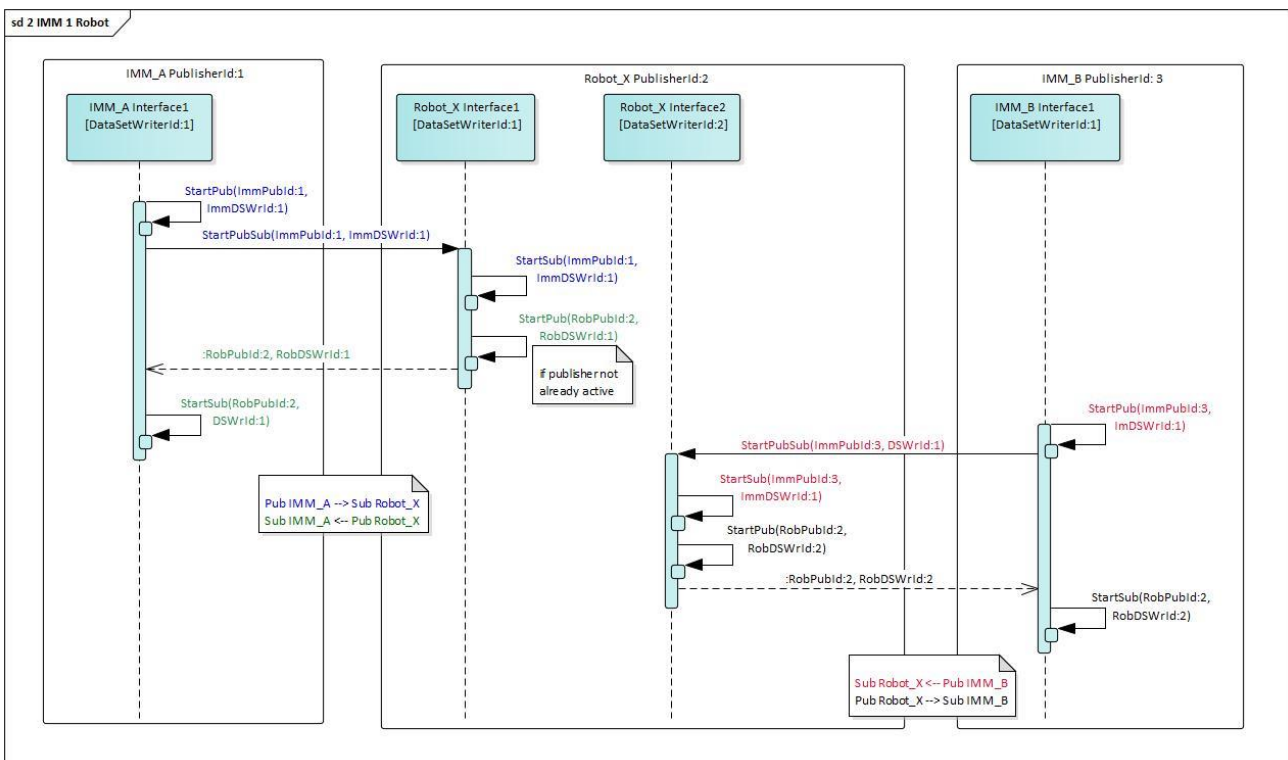 sd 2 IMM 1 Robot
IMM_A PublisherId:1
Robot_X PublisherId:2
IMM_B PublisherId: 3
IMM_A Interface1
[DataSetWriterId:1]
Robot_X Interface1
[DataSetWriterId:1]
Robot_X Interface2
[DataSetWriterId:2]
IMM_B Interface1
[DataSetWriterId:1]
StartPub(ImmPubId:1,
ImmDSWrId:1)
StartPubSub(ImmPubId:1, ImmDSWrId:1)
StartSub(ImmPubId:1,
ImmDSWrId:1)
StartPub(RobPubId:2,
RobDSWrId:1)
if publisher not
already active
:RobPubId:2, RobDSWrId:1
StartSub(RobPubId:2,
DSWrId:1)
Pub IMM_A --> Sub Robot_X
Sub IMM_A <-- Pub Robot_X
StartPub(ImmPubId:3,
ImDSWrId:1)
StartPubSub(ImmPubId:3, DSWrId:1)
StartSub(ImmPubId:3,
ImmDSWrId:1)
StartPub(RobPubId:2,
RobDSWrId:2)
:RobPubId:2, RobDSWrId:2
StartSub(RobPubId:2,
RobDSWrId:2)
Sub Robot_X <-- Pub IMM_B
Pub Robot_X --> Sub IMM_B